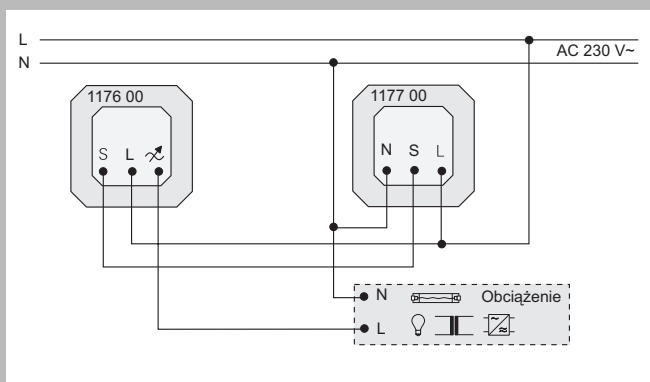 L
N
AC 230 V~
1176 00
1177 00
S L
N S L
N Obciążenie
L